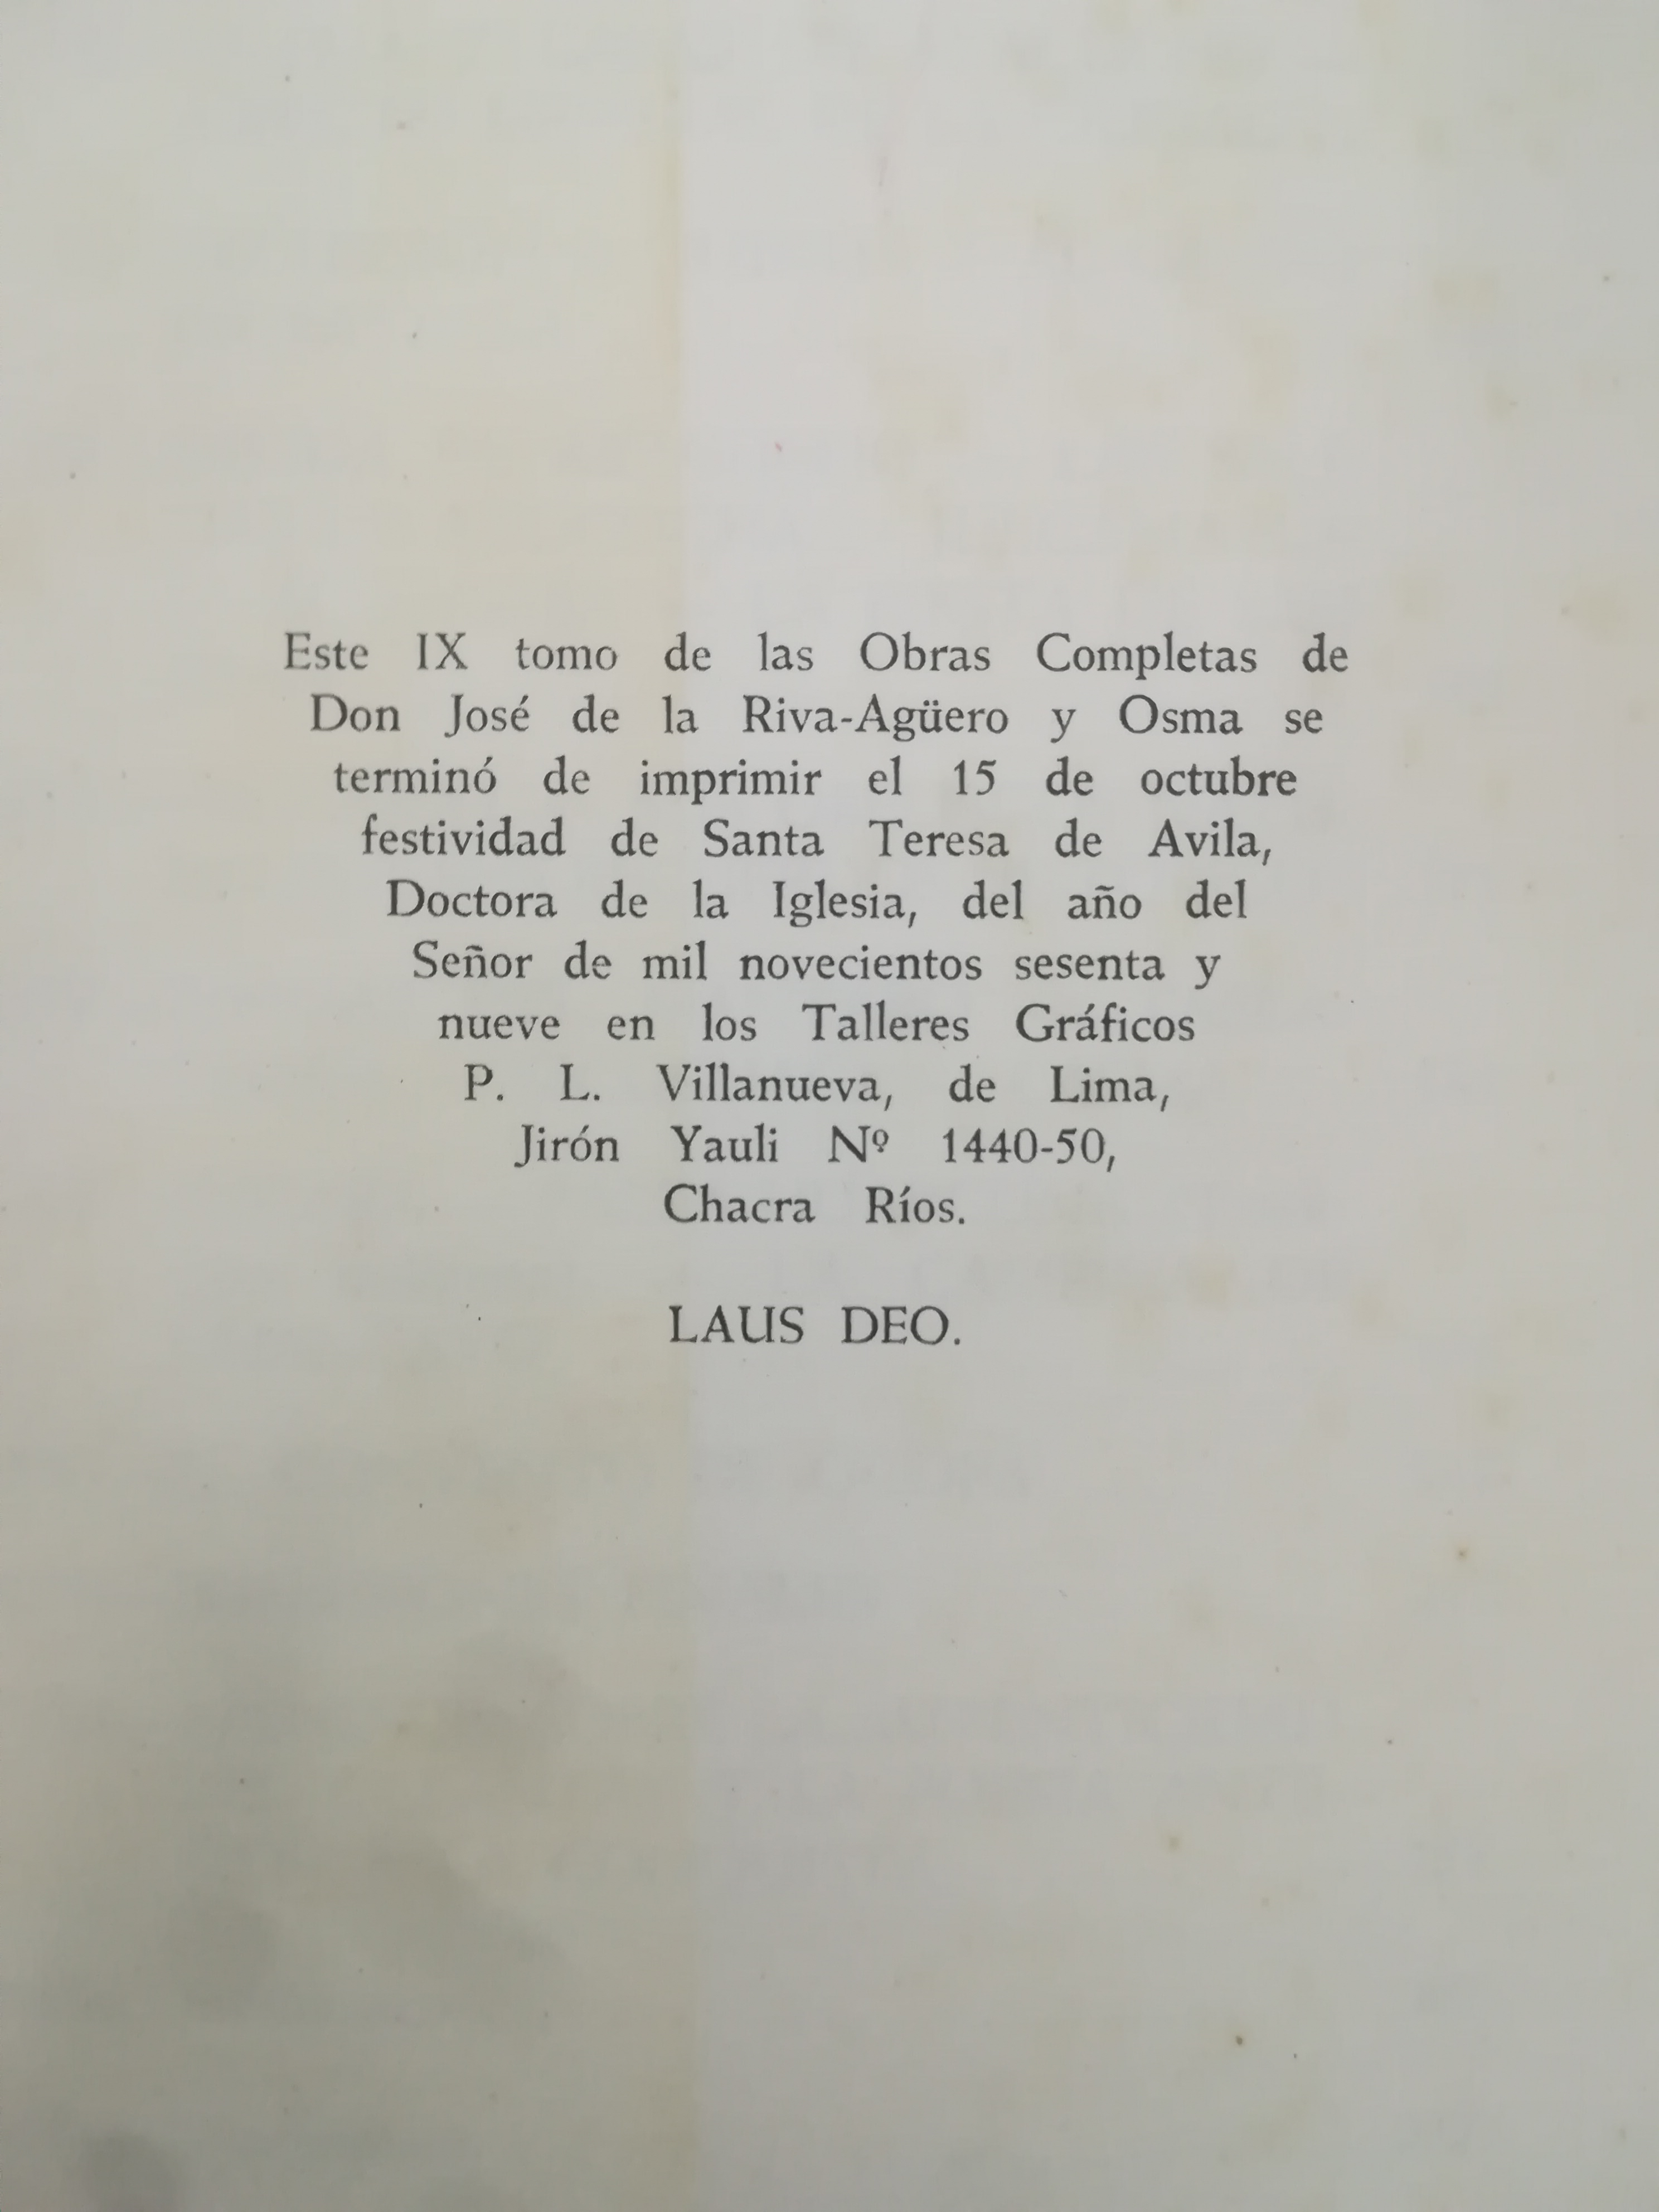 Este IX tomo de las Obras Completas de
Don José de la Riva-Agüero y Osma se
terminó de imprimir el 15 de octubre
festividad de Santa Teresa de Avila,
Doctora de la Iglesia, del año del
Señor de mil novecientos sesenta y
nueve en los Talleres Gráficos
P. L. Villanueva, de Lima,
Jirón Yauli Nº 1440-50,
Chacra Ríos.
LAUS DEO.